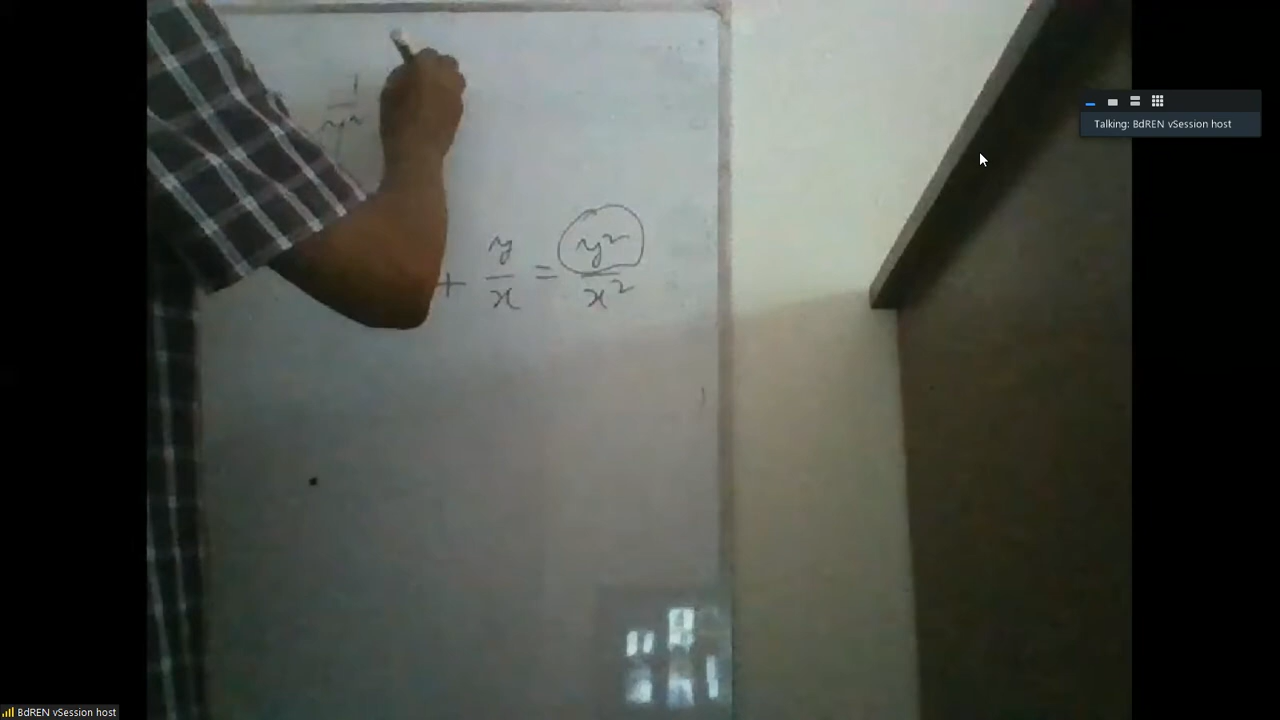 Talking: BdREN vSession host
+ y/x = y²/x²
BdREN vSession host